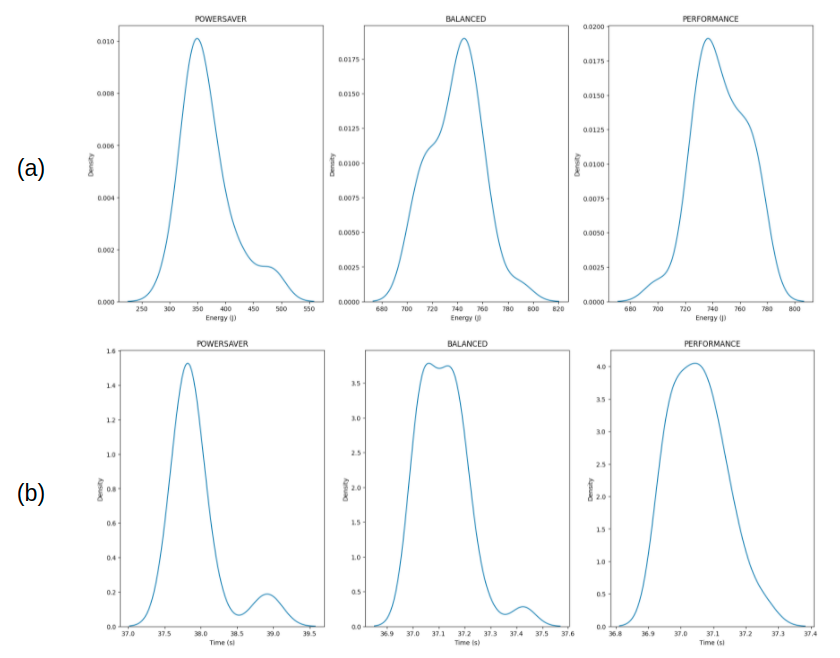 POWERSAVER BALANCED PERFORMANCE
(a)
Density
0.010
0.008
0.006
0.004
0.002
0.000
250 300 350 400 450 500 550
Energy (J)
Density
0.0175
0.0150
0.0125
0.0100
0.0075
0.0050
0.0025
0.0000
680 700 720 740 760 780 800 820
Energy (J)
Density
0.0200
0.0175
0.0150
0.0125
0.0100
0.0075
0.0050
0.0025
0.0000
680 700 720 740 760 780 800
Energy (J)
POWERSAVER BALANCED PERFORMANCE
(b)
Density
1.6
1.4
1.2
1.0
0.8
0.6
0.4
0.2
0.0
37.0 37.5 38.0 38.5 39.0 39.5
Time (s)
Density
3.5
3.0
2.5
2.0
1.5
1.0
0.5
0.0
36.9 37.0 37.1 37.2 37.3 37.4 37.5 37.6
Time (s)
Density
4.0
3.5
3.0
2.5
2.0
1.5
1.0
0.5
0.0
36.8 36.9 37.0 37.1 37.2 37.3 37.4
Time (s)